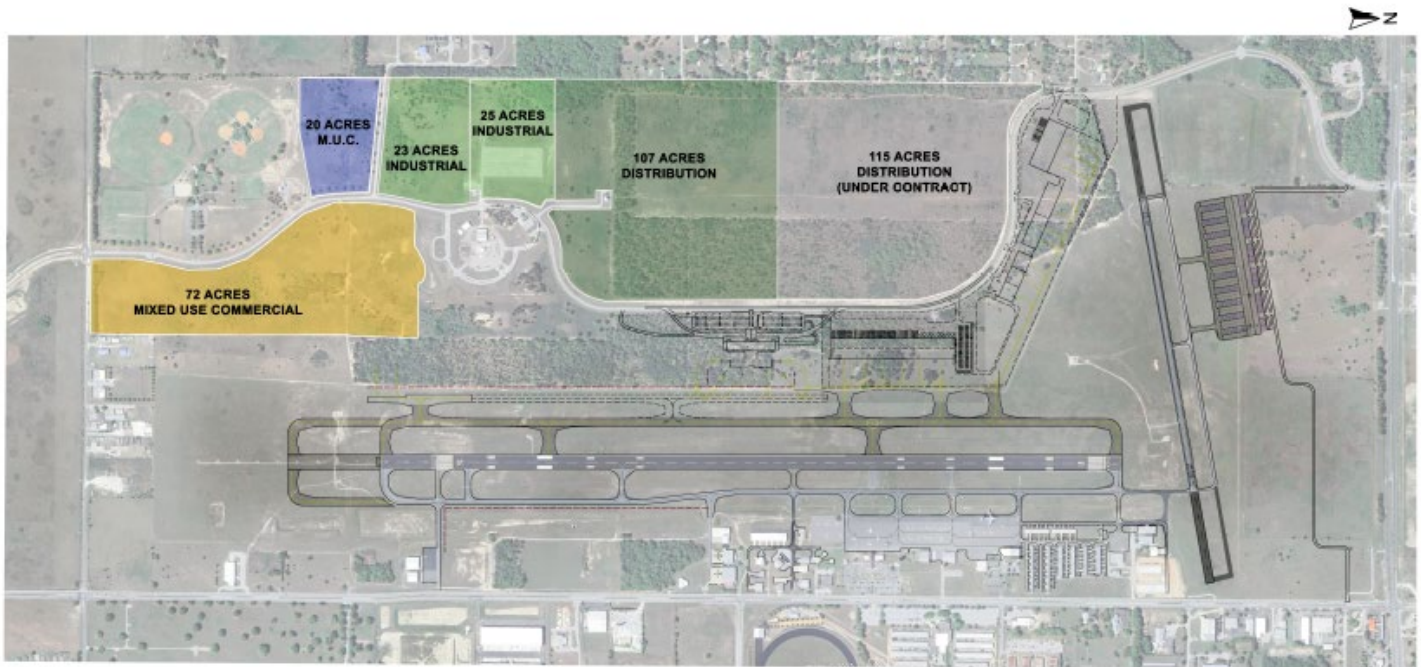 N
20 ACRES
M.U.C.
23 ACRES
INDUSTRIAL
25 ACRES
INDUSTRIAL
107 ACRES
DISTRIBUTION
115 ACRES
DISTRIBUTION
(UNDER CONTRACT)
72 ACRES
MIXED USE COMMERCIAL